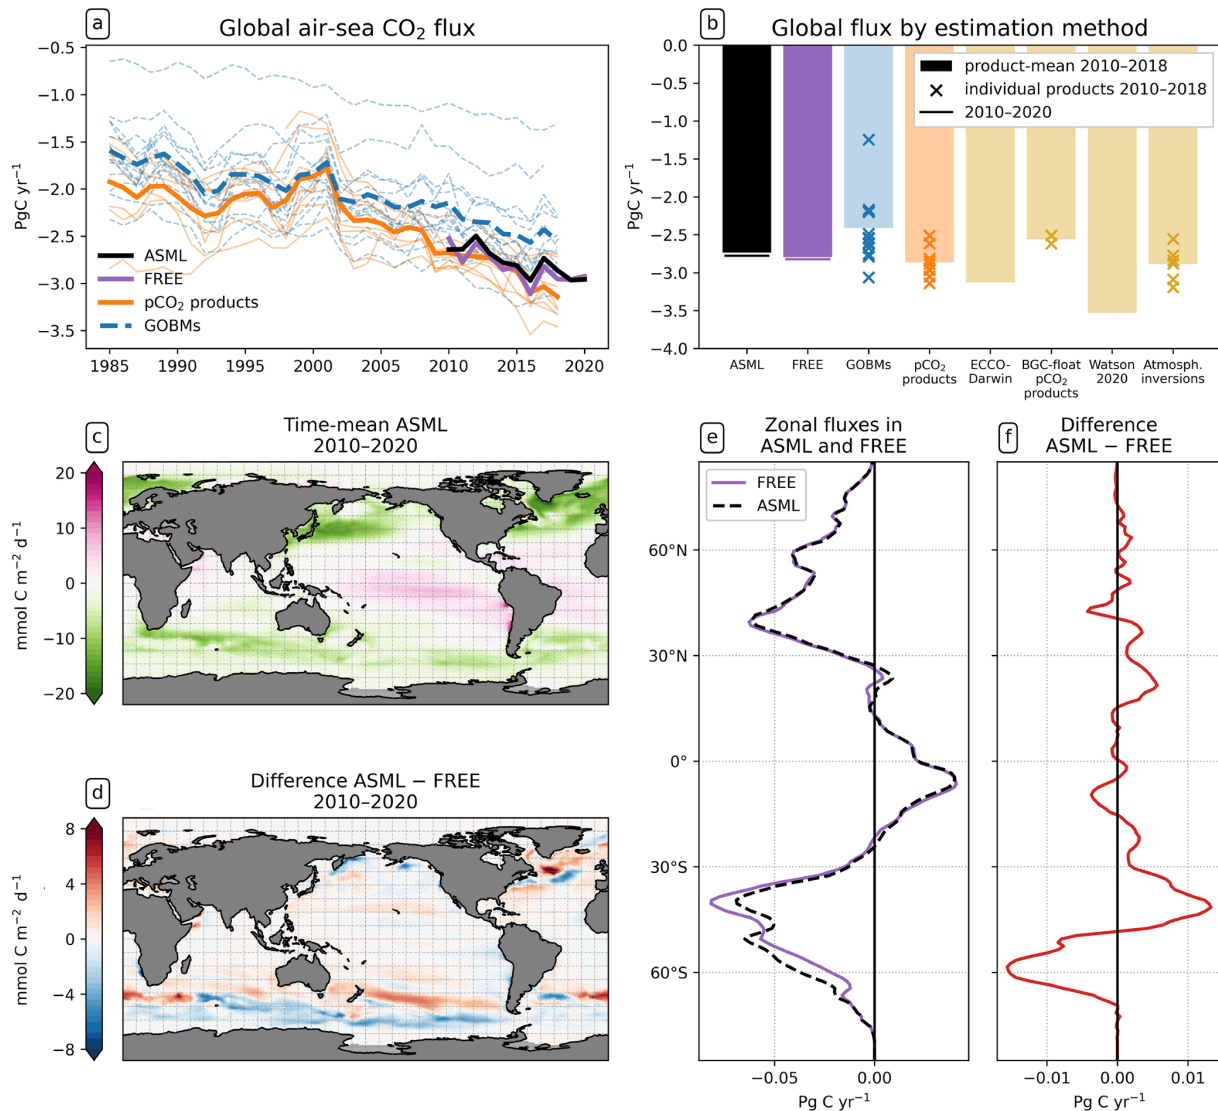 a
Global air-sea CO₂ flux
−0.5
−1.0
−1.5
−2.0
−2.5
−3.0
−3.5
PgC yr⁻¹
ASML
FREE
pCO₂ products
GOBMs
1985
1990
1995
2000
2005
2010
2015
2020
b
Global flux by estimation method
0.0
−0.5
−1.0
−1.5
−2.0
−2.5
−3.0
−3.5
−4.0
PgC yr⁻¹
product-mean 2010–2018
individual products 2010–2018
2010–2020
ASML
FREE
GOBMs
pCO₂
products
ECCO-
Darwin
BGC-float
pCO₂
products
Watson
2020
Atmosph.
inversions
c
Time-mean ASML
2010–2020
20
10
0
−10
−20
mmol C m⁻² d⁻¹
d
Difference ASML − FREE
2010–2020
8
4
0
−4
−8
mmol C m⁻² d⁻¹
e
Zonal fluxes in
ASML and FREE
FREE
ASML
60°N
30°N
0°
30°S
60°S
−0.05
0.00
Pg C yr⁻¹
f
Difference
ASML − FREE
−0.01
0.00
0.01
Pg C yr⁻¹